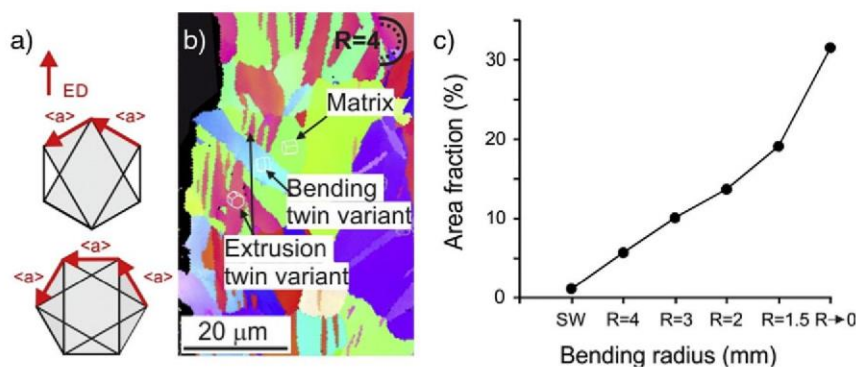 a)
ED
<a>
<a>
<a>
<a>
<a>
b)
R=4
Matrix
Bending
twin variant
Extrusion
twin variant
20 μm
c)
Area fraction (%)
30
20
10
0
SW R=4 R=3 R=2 R=1.5 R→0
Bending radius (mm)